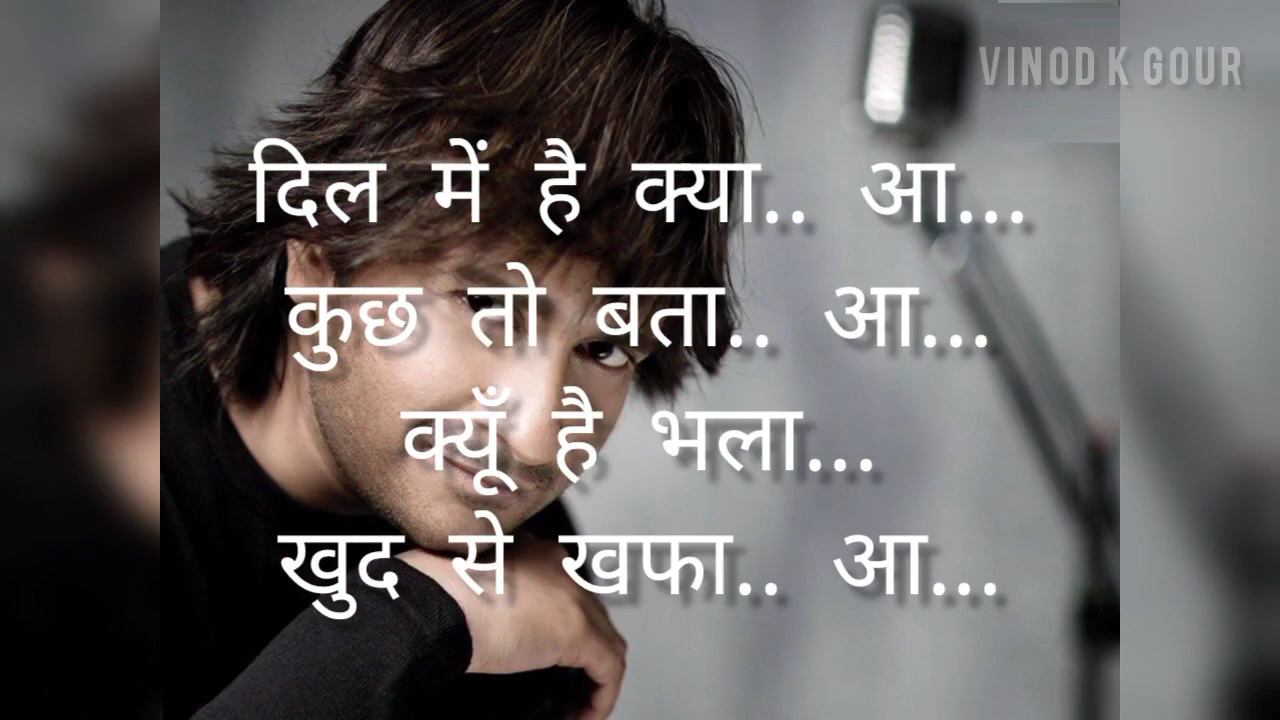 VINOD K GOUR
दिल में है क्या.. आ...
कुछ तो बता.. आ...
क्यूँ है भला...
खुद से खफा.. आ...